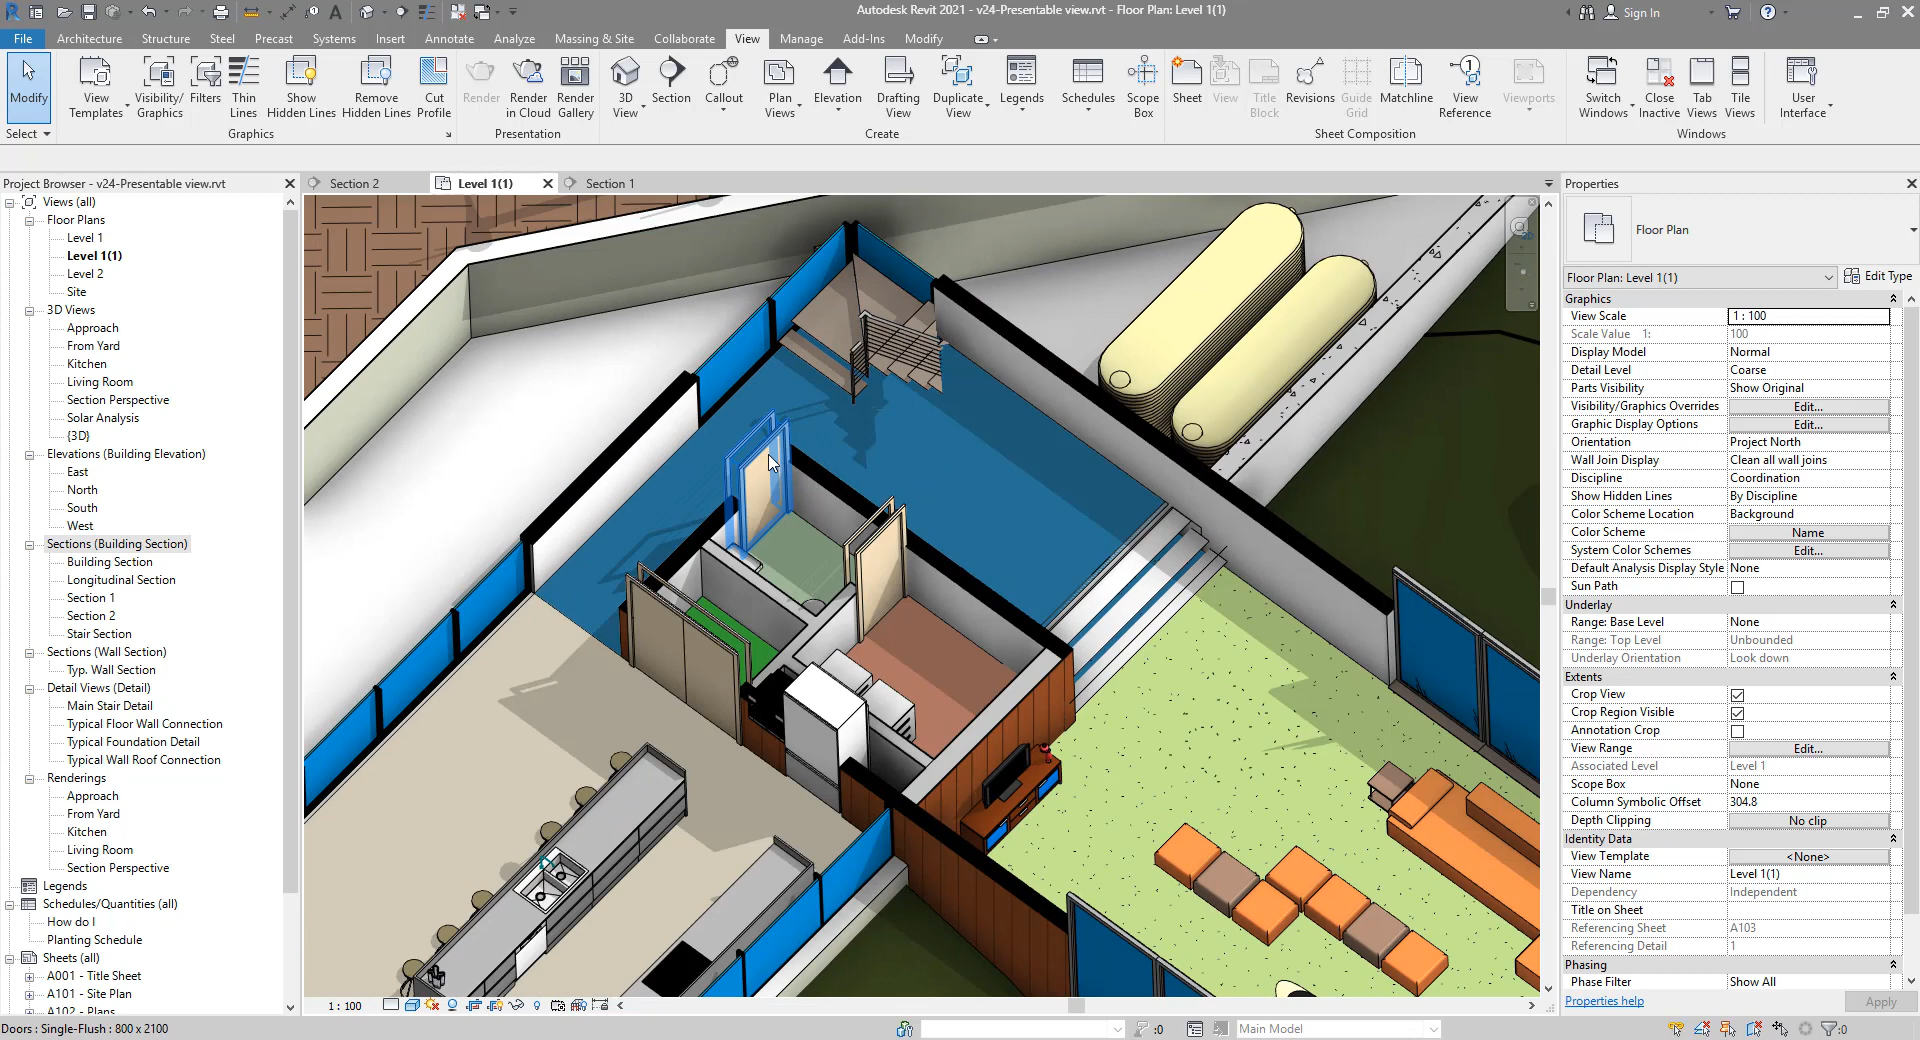 Autodesk Revit 2021 - v24-Presentable view.rvt - Floor Plan: Level 1(1)
Sign In
File Architecture Structure Steel Precast Systems Insert Annotate Analyze Massing & Site Collaborate View Manage Add-Ins Modify
Modify
View Templates
Visibility/ Graphics
Filters
Thin Lines
Show Hidden Lines
Remove Hidden Lines
Cut Profile
Render
Render in Cloud
Render Gallery
3D View
Section
Callout
Plan Views
Elevation
Drafting View
Duplicate View
Legends
Schedules
Scope Box
Sheet
View
Title Block
Revisions
Guide Grid
Matchline
View Reference
Viewports
Switch Windows
Close Inactive
Tab Views
Tile Views
User Interface
Select Graphics Presentation Create Sheet Composition Windows
Project Browser - v24-Presentable view.rvt
Views (all)
Floor Plans
Level 1
Level 1(1)
Level 2
Site
3D Views
Approach
From Yard
Kitchen
Living Room
Section Perspective
Solar Analysis
{3D}
Elevations (Building Elevation)
East
North
South
West
Sections (Building Section)
Building Section
Longitudinal Section
Section 1
Section 2
Stair Section
Sections (Wall Section)
Typ. Wall Section
Detail Views (Detail)
Main Stair Detail
Typical Floor Wall Connection
Typical Foundation Detail
Typical Wall Roof Connection
Renderings
Approach
From Yard
Kitchen
Living Room
Section Perspective
Legends
Schedules/Quantities (all)
How do I
Planting Schedule
Sheets (all)
A001 - Title Sheet
A101 - Site Plan
A102 - Plans
Section 2
Level 1(1)
Section 1
1 : 100
Properties
Floor Plan
Floor Plan: Level 1(1) Edit Type
Graphics
View Scale 1 : 100
Scale Value 1: 100
Display Model Normal
Detail Level Coarse
Parts Visibility Show Original
Visibility/Graphics Overrides Edit...
Graphic Display Options Edit...
Orientation Project North
Wall Join Display Clean all wall joins
Discipline Coordination
Show Hidden Lines By Discipline
Color Scheme Location Background
Color Scheme Name
System Color Schemes Edit...
Default Analysis Display Style None
Sun Path
Underlay
Range: Base Level None
Range: Top Level Unbounded
Underlay Orientation Look down
Extents
Crop View
Crop Region Visible
Annotation Crop
View Range Edit...
Associated Level Level 1
Scope Box None
Column Symbolic Offset 304.8
Depth Clipping No clip
Identity Data
View Template <None>
View Name Level 1(1)
Dependency Independent
Title on Sheet
Referencing Sheet A103
Referencing Detail 1
Phasing
Phase Filter Show All
Properties help Apply
Doors : Single-Flush : 800 x 2100
:0
Main Model
:0